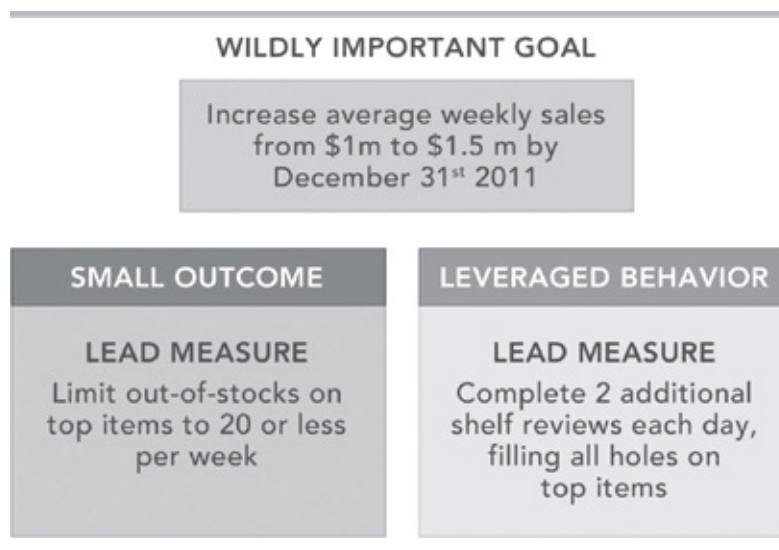 WILDLY IMPORTANT GOAL
Increase average weekly sales
from $1m to $1.5 m by
December 31st 2011
SMALL OUTCOME
LEAD MEASURE
Limit out-of-stocks on
top items to 20 or less
per week
LEVERAGED BEHAVIOR
LEAD MEASURE
Complete 2 additional
shelf reviews each day,
filling all holes on
top items